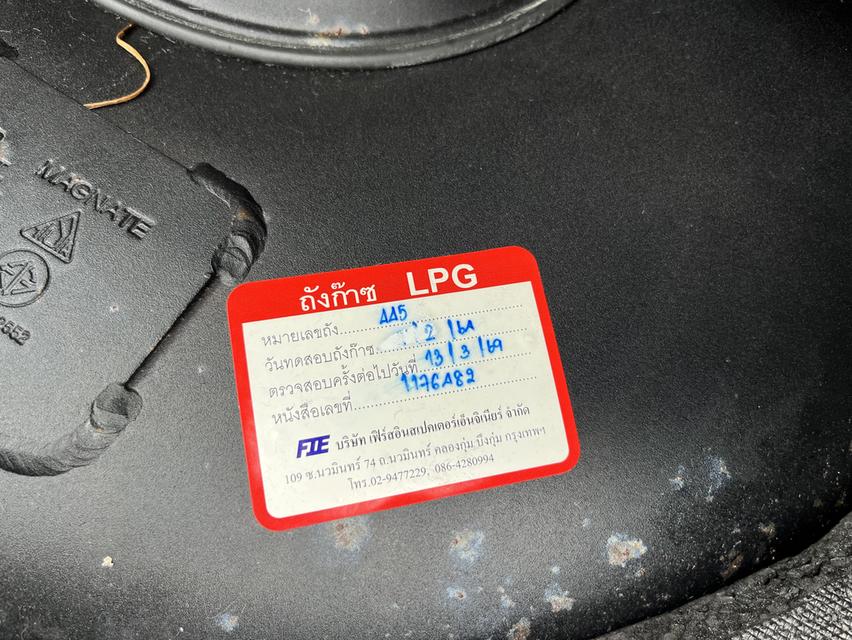 MAGNATE
ถังก๊าซ LPG
หมายเลขถัง 445
วันทดสอบถังก๊าซ / 2 / 64
ตรวจสอบครั้งต่อไปวันที่ 13 / 3 / 69
หนังสือเลขที่ 1176482
FIE บริษัท เฟิร์สอินสเปคเตอร์เอ็นจิเนียร์ จำกัด
109 ซ.นวมินทร์ 74 ถ.นวมินทร์ คลองกุ่ม บึงกุ่ม กรุงเทพฯ
โทร.02-9477229, 086-4280994